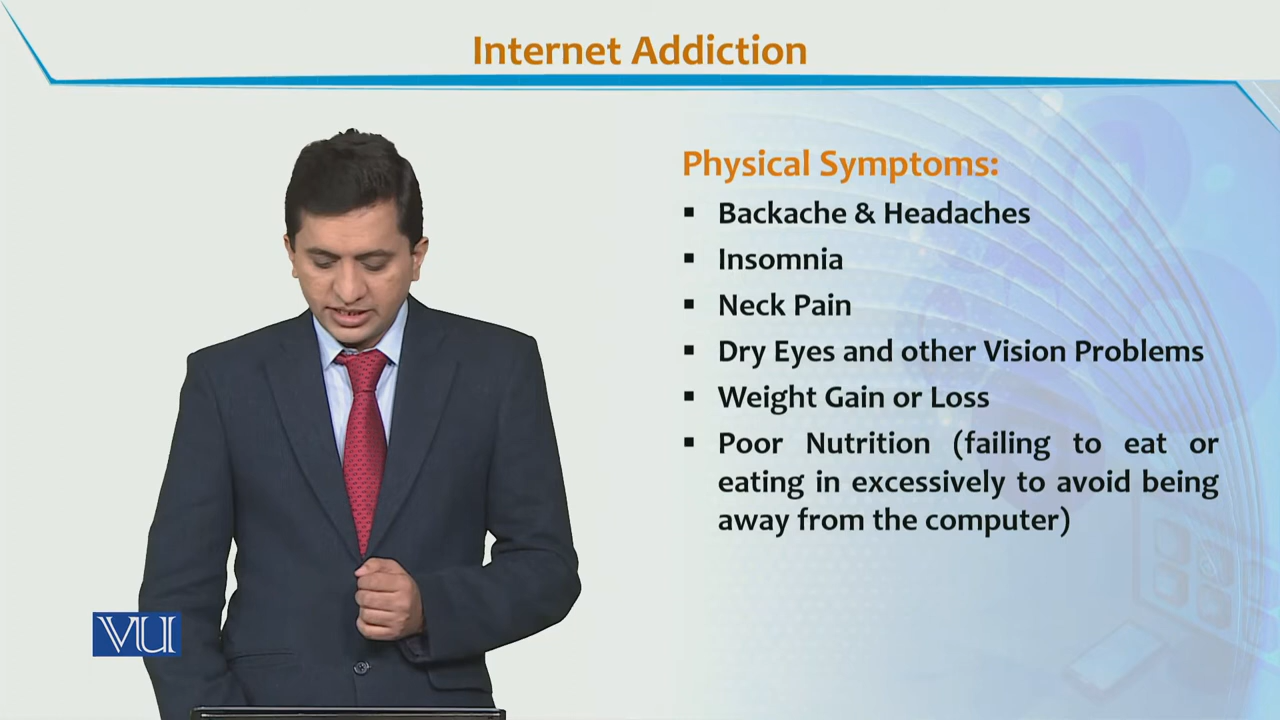 Internet Addiction
Physical Symptoms:
▪ Backache & Headaches
▪ Insomnia
▪ Neck Pain
▪ Dry Eyes and other Vision Problems
▪ Weight Gain or Loss
▪ Poor Nutrition (failing to eat or
eating in excessively to avoid being
away from the computer)
VU